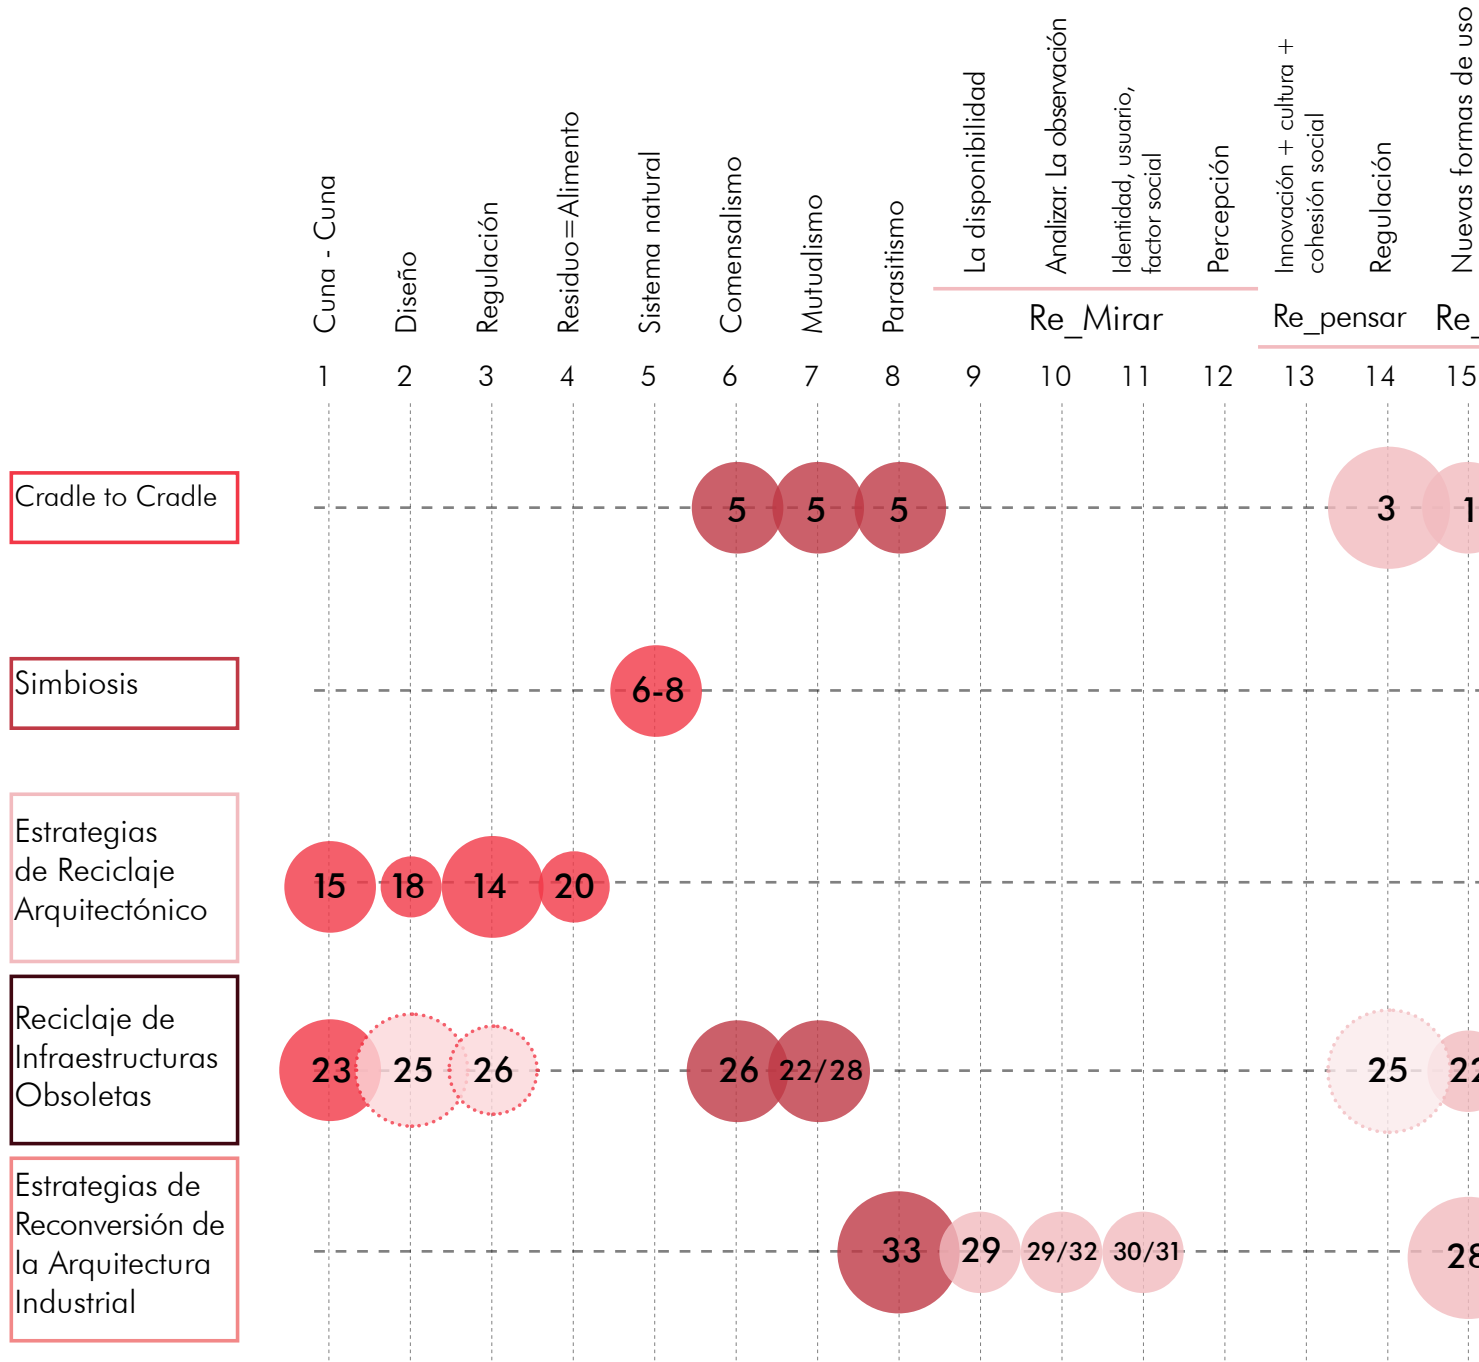 Cuna - Cuna
Diseño
Regulación
Residuo=Alimento
Sistema natural
Comensalismo
Mutualismo
Parasitismo
La disponibilidad
Analizar. La observación
Identidad, usuario,
factor social
Percepción
Innovación + cultura +
cohesión social
Regulación
Nuevas formas de uso
Re_Mirar
Re_pensar
Re_
1 2 3 4 5 6 7 8 9 10 11 12 13 14 15
Cradle to Cradle
5 5 5 3 1
Simbiosis
6-8
Estrategias
de Reciclaje
Arquitectónico
15 18 14 20
Reciclaje de
Infraestructuras
Obsoletas
23 25 26 26 22/28 25 22
Estrategias de
Reconversión de
la Arquitectura
Industrial
33 29 29/32 30/31 28